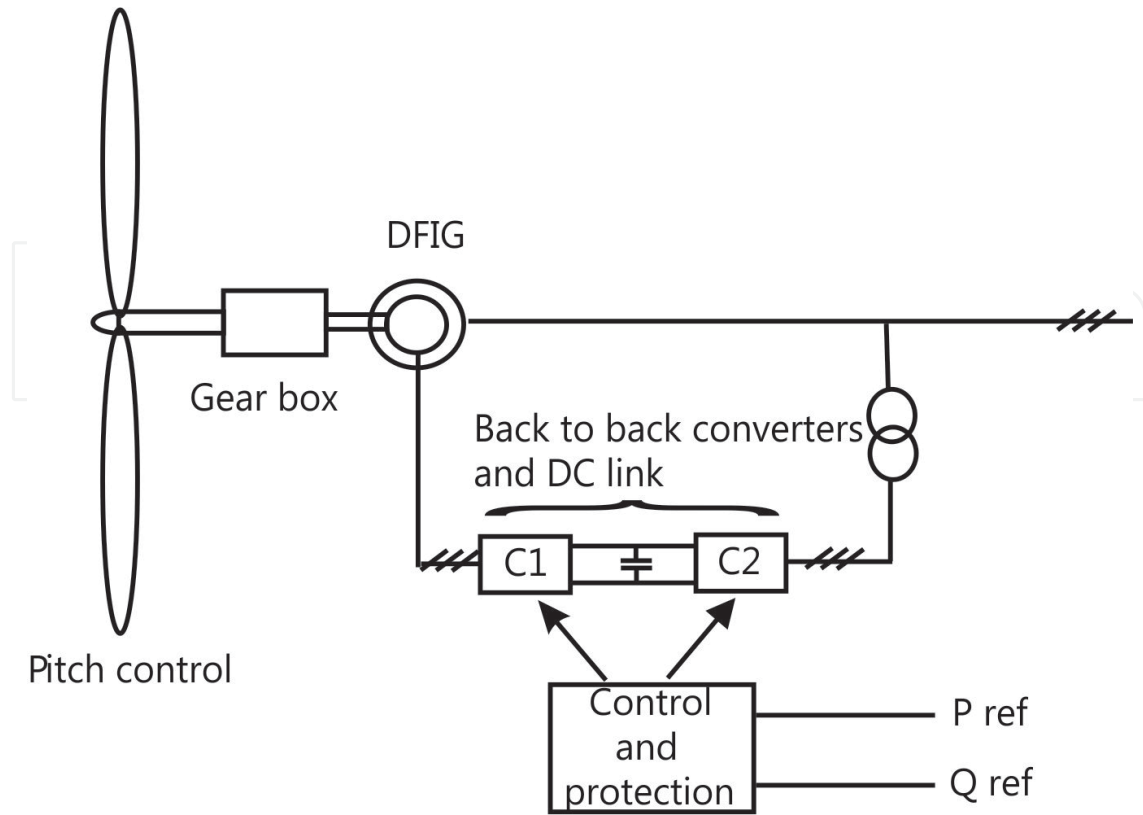 DFIG
Gear box
Back to back converters
and DC link
C1
C2
Pitch control
Control
and
protection
P ref
Q ref